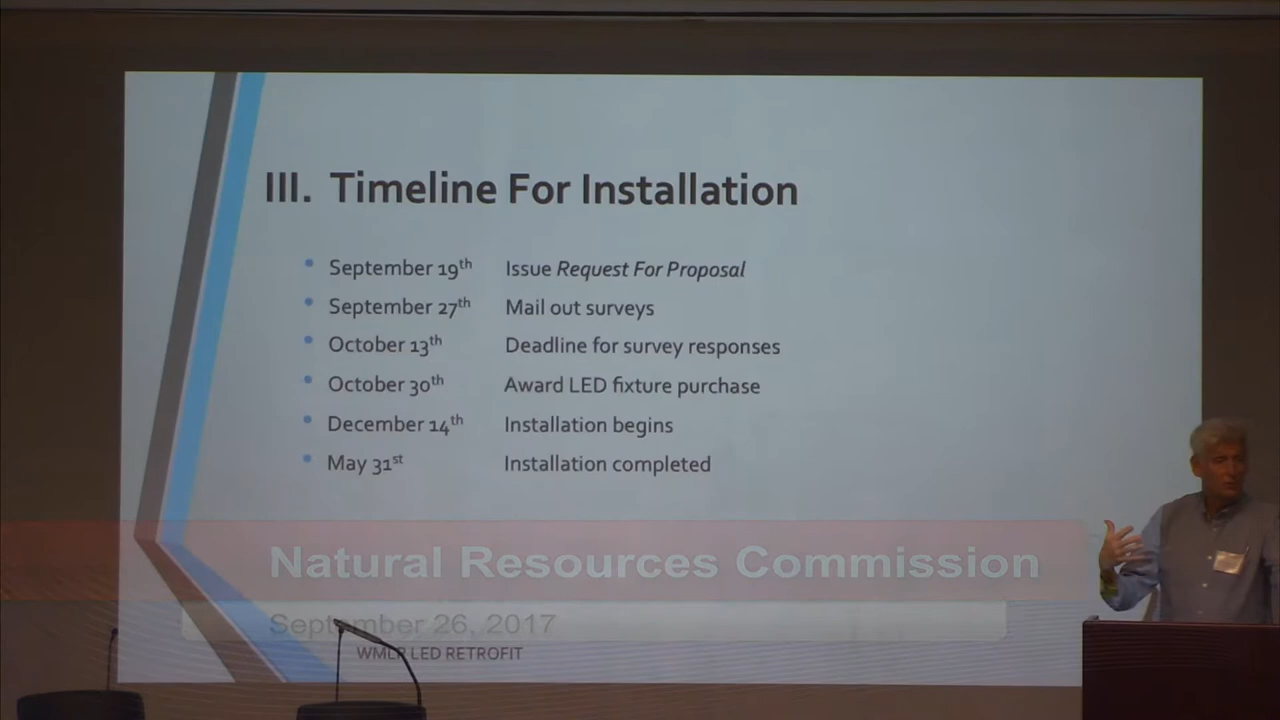 III. Timeline For Installation
September 19th Issue Request For Proposal
September 27th Mail out surveys
October 13th Deadline for survey responses
October 30th Award LED fixture purchase
December 14th Installation begins
May 31st Installation completed
Natural Resources Commission
September 26, 2017
WMLP LED RETROFIT